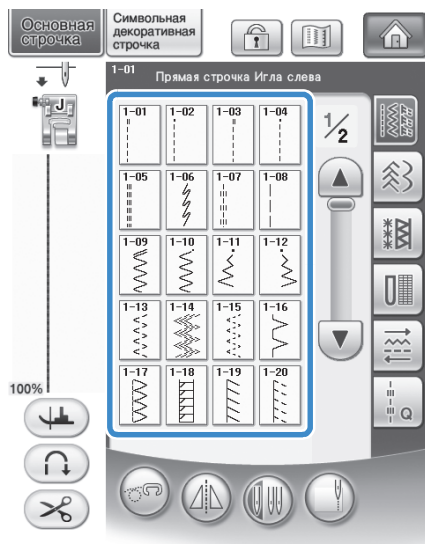 Основная
строчка
Символьная
декоративная
строчка
1-01
Прямая строчка Игла слева
J
1-01 1-02 1-03 1-04
1/2
1-05 1-06 1-07 1-08
1-09 1-10 1-11 1-12
1-13 1-14 1-15 1-16
1-17 1-18 1-19 1-20
100%
Q